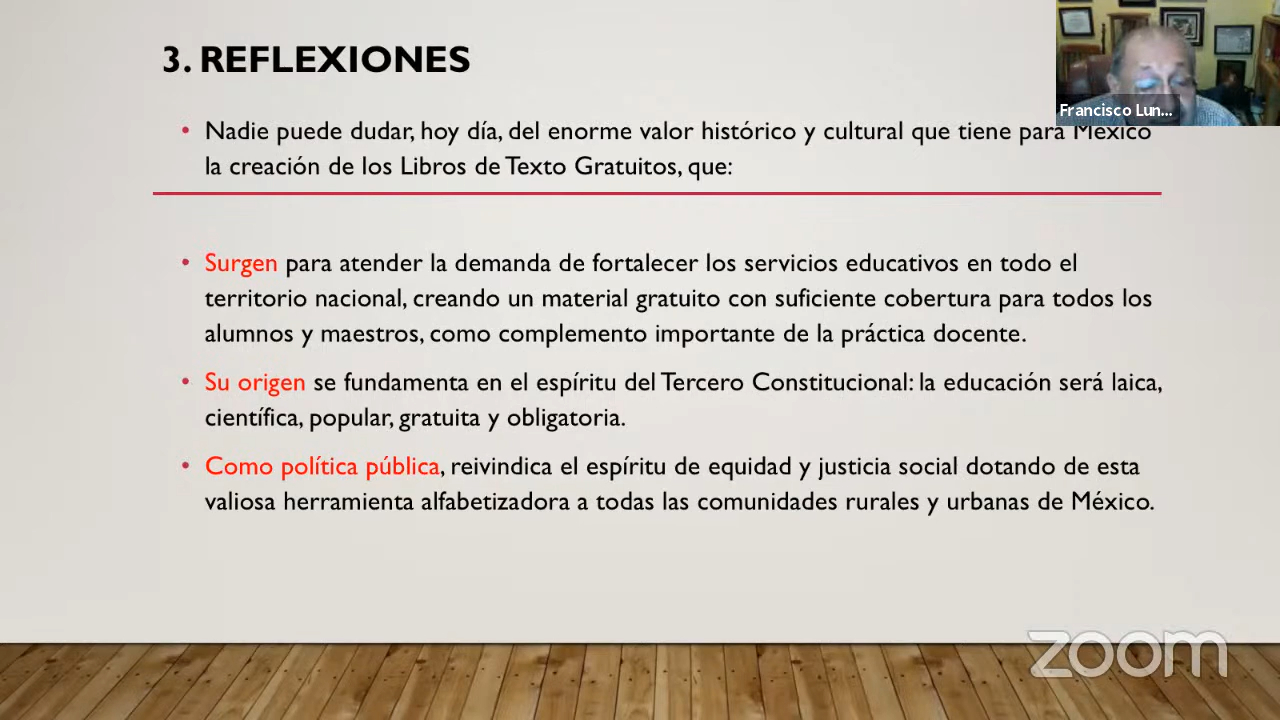 3. REFLEXIONES
Francisco Lun...
• Nadie puede dudar, hoy día, del enorme valor histórico y cultural que tiene para México
la creación de los Libros de Texto Gratuitos, que:
• Surgen para atender la demanda de fortalecer los servicios educativos en todo el
territorio nacional, creando un material gratuito con suficiente cobertura para todos los
alumnos y maestros, como complemento importante de la práctica docente.
• Su origen se fundamenta en el espíritu del Tercero Constitucional: la educación será laica,
científica, popular, gratuita y obligatoria.
• Como política pública, reivindica el espíritu de equidad y justicia social dotando de esta
valiosa herramienta alfabetizadora a todas las comunidades rurales y urbanas de México.
zoom